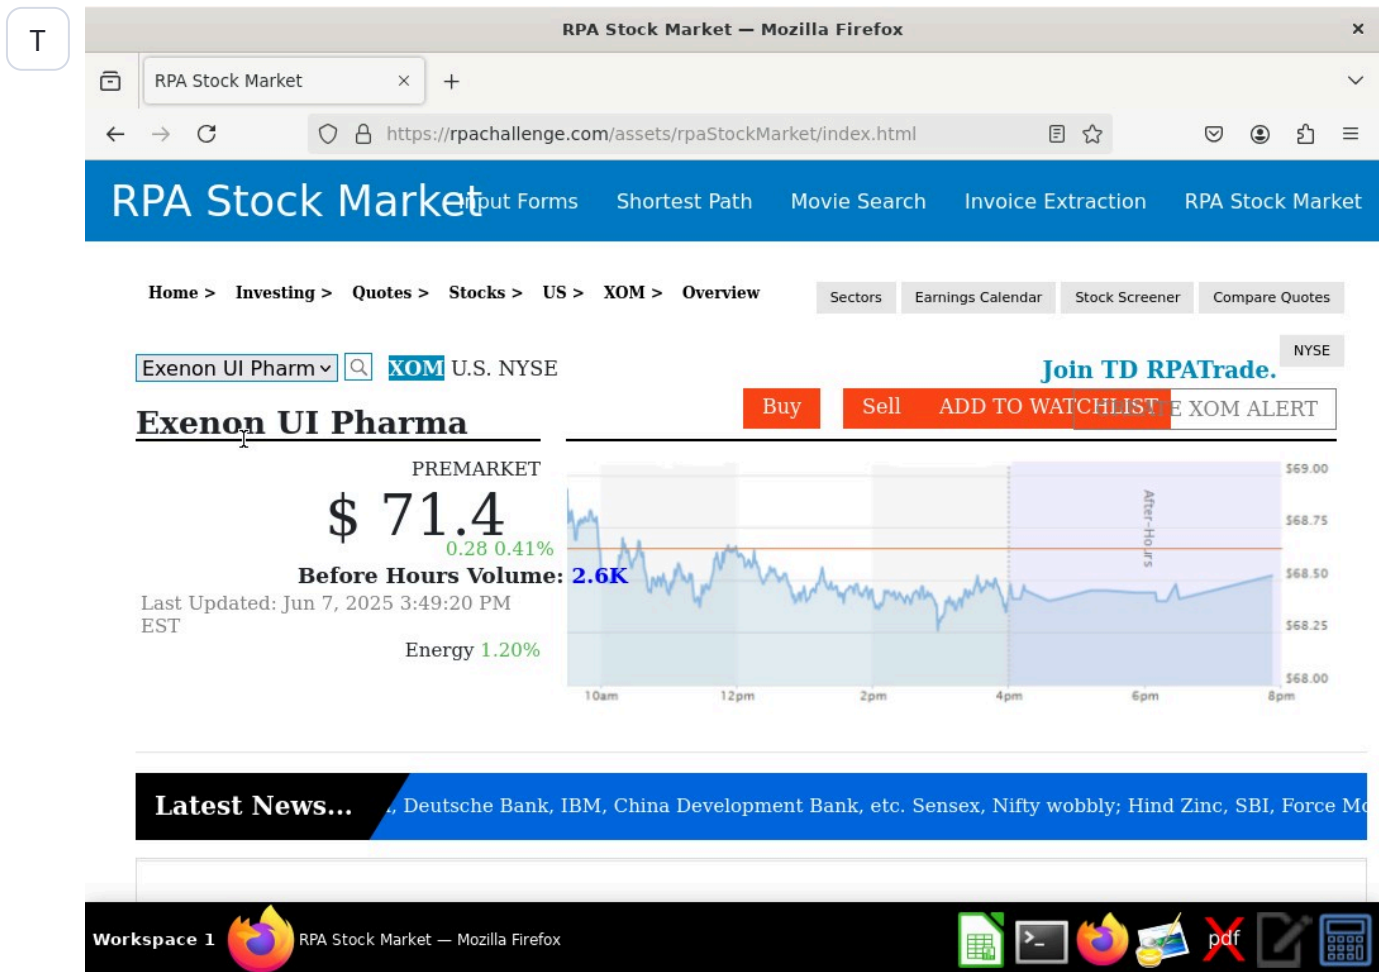 T
RPA Stock Market — Mozilla Firefox
RPA Stock Market
https://rpachallenge.com/assets/rpaStockMarket/index.html
RPA Stock Market Input Forms Shortest Path Movie Search Invoice Extraction RPA Stock Market
Home > Investing > Quotes > Stocks > US > XOM > Overview
Sectors Earnings Calendar Stock Screener Compare Quotes
NYSE
Exenon UI Pharm XOM U.S. NYSE
Join TD RPATrade.
Buy Sell ADD TO WATCHLIST CREATE XOM ALERT
Exenon UI Pharma
PREMARKET
$ 71.4
0.28 0.41%
Before Hours Volume: 2.6K
Last Updated: Jun 7, 2025 3:49:20 PM
EST
Energy 1.20%
After-Hours
$69.00
$68.75
$68.50
$68.25
$68.00
10am 12pm 2pm 4pm 6pm 8pm
Latest News... , Deutsche Bank, IBM, China Development Bank, etc. Sensex, Nifty wobbly; Hind Zinc, SBI, Force Mo
Workspace 1 RPA Stock Market — Mozilla Firefox
pdf